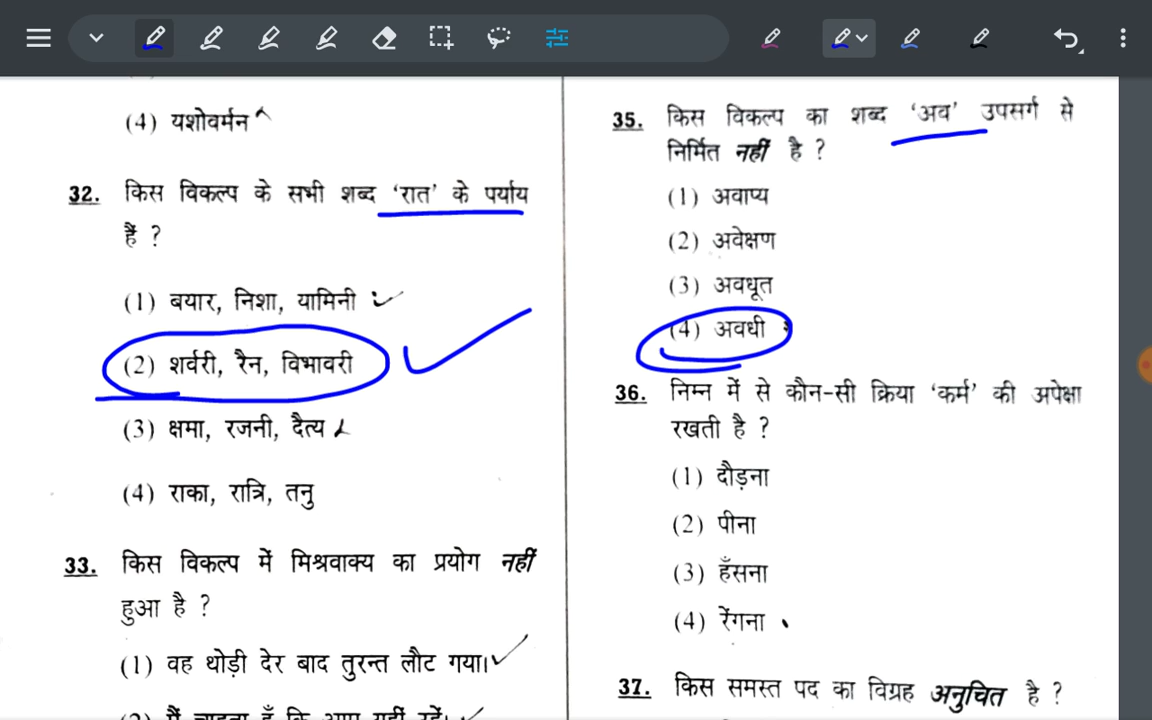 (4) यशोवर्मन
32. किस विकल्प के सभी शब्द ‘रात’ के पर्याय
हैं ?
(1) बयार, निशा, यामिनी
(2) शर्वरी, रैन, विभावरी
(3) क्षमा, रजनी, दैत्य
(4) राका, रात्रि, तनु
33. किस विकल्प में मिश्रवाक्य का प्रयोग नहीं
हुआ है ?
(1) वह थोड़ी देर बाद तुरन्त लौट गया।
35. किस विकल्प का शब्द ‘अव’ उपसर्ग से
निर्मित नहीं है ?
(1) अवाप्य
(2) अवेक्षण
(3) अवधूत
(4) अवधी
36. निम्न में से कौन-सी क्रिया ‘कर्म’ की अपेक्षा
रखती है ?
(1) दौड़ना
(2) पीना
(3) हँसना
(4) रेंगना
37. किस समस्त पद का विग्रह अनुचित है ?